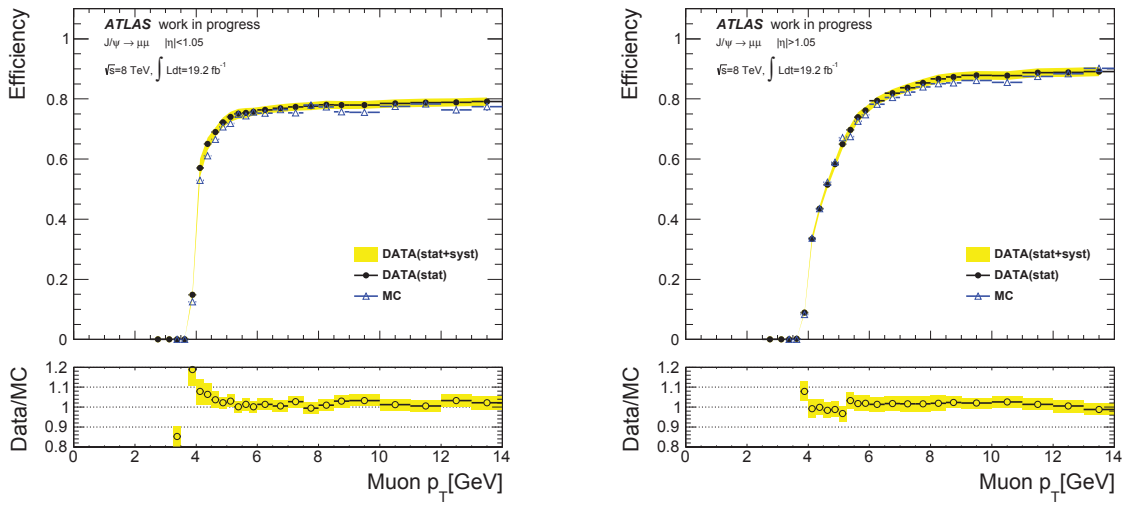 ATLAS work in progress
J/ψ → μμ |η|<1.05
√s=8 TeV, ∫ Ldt=19.2 fb⁻¹
Efficiency
1
0.8
0.6
0.4
0.2
0
DATA(stat+syst)
DATA(stat)
MC
Data/MC
1.2
1.1
1
0.9
0.8
0 2 4 6 8 10 12 14
Muon p_T[GeV]
ATLAS work in progress
J/ψ → μμ |η|>1.05
√s=8 TeV, ∫ Ldt=19.2 fb⁻¹
Efficiency
1
0.8
0.6
0.4
0.2
0
DATA(stat+syst)
DATA(stat)
MC
Data/MC
1.2
1.1
1
0.9
0.8
0 2 4 6 8 10 12 14
Muon p_T[GeV]